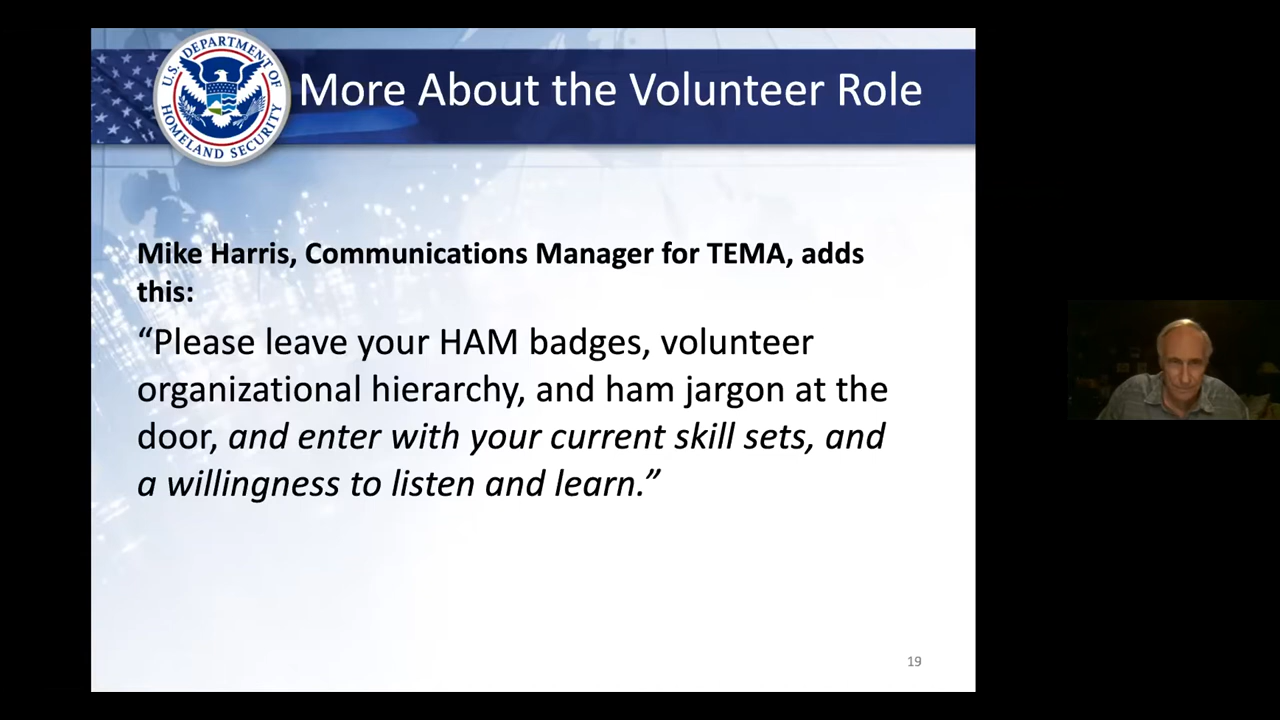 U.S. DEPARTMENT OF
HOMELAND SECURITY
More About the Volunteer Role
Mike Harris, Communications Manager for TEMA, adds
this:
“Please leave your HAM badges, volunteer
organizational hierarchy, and ham jargon at the
door, and enter with your current skill sets, and
a willingness to listen and learn.”
19